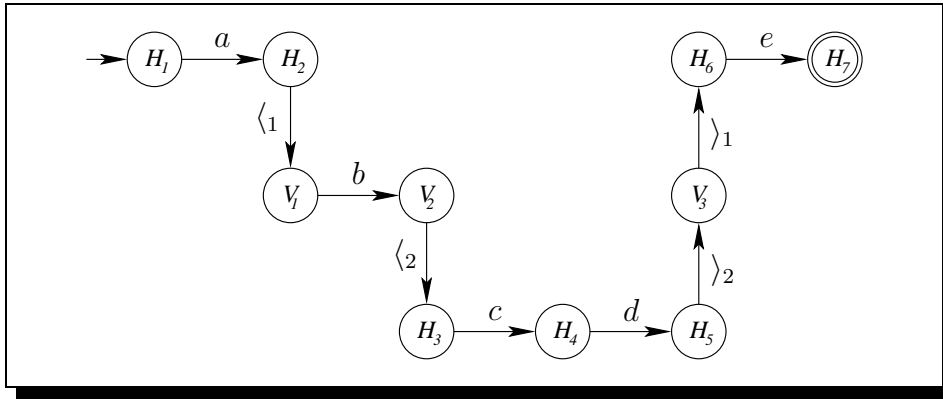 H₁ a H₂ H₆ e H₇
⟨₁ ⟩₁
V₁ b V₂ V₃
⟨₂ ⟩₂
H₃ c H₄ d H₅